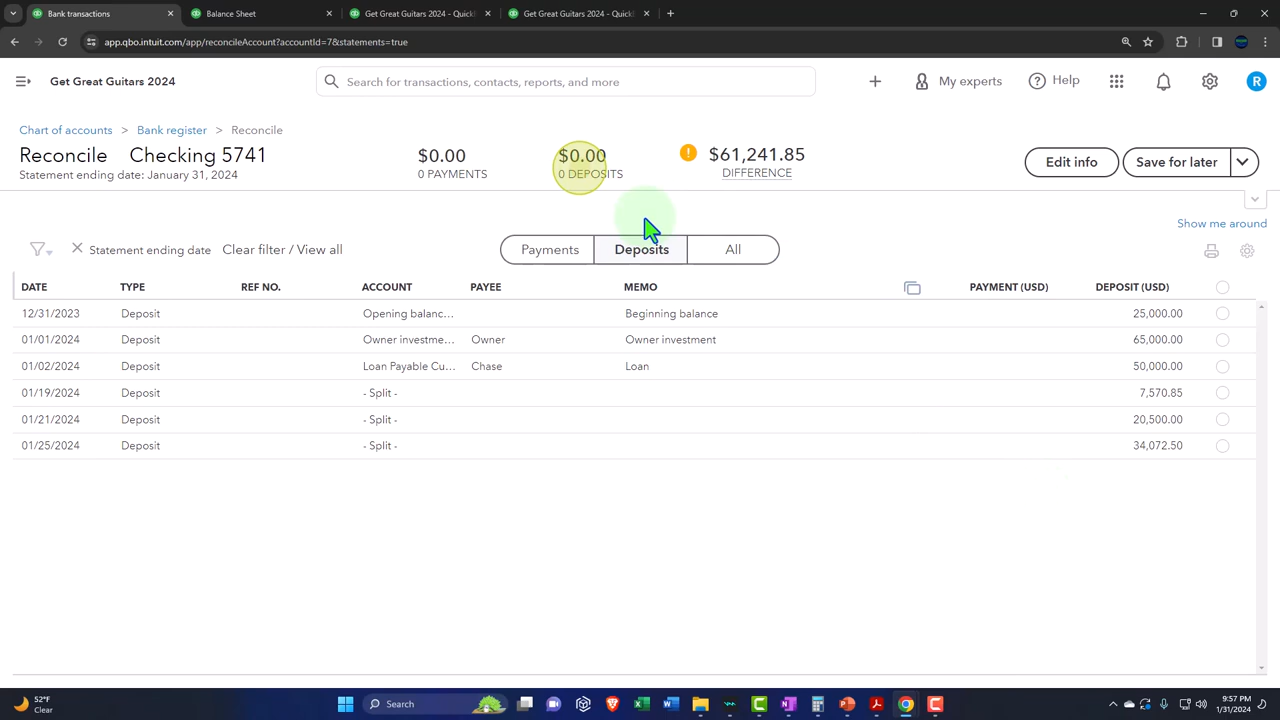 Bank transactions
Balance Sheet
Get Great Guitars 2024 - QuickB
Get Great Guitars 2024 - QuickB
app.qbo.intuit.com/app/reconcileAccount?accountId=7&statements=true
Get Great Guitars 2024
Search for transactions, contacts, reports, and more
My experts
Help
R
Chart of accounts > Bank register > Reconcile
Reconcile Checking 5741
Statement ending date: January 31, 2024
$0.00
0 PAYMENTS
$0.00
0 DEPOSITS
$61,241.85
DIFFERENCE
Edit info
Save for later
Show me around
Statement ending date
Clear filter / View all
Payments
Deposits
All
DATE TYPE REF NO. ACCOUNT PAYEE MEMO PAYMENT (USD) DEPOSIT (USD)
12/31/2023 Deposit Opening balanc... Beginning balance 25,000.00
01/01/2024 Deposit Owner investme... Owner Owner investment 65,000.00
01/02/2024 Deposit Loan Payable Cu... Chase Loan 50,000.00
01/19/2024 Deposit - Split - 7,570.85
01/21/2024 Deposit - Split - 20,500.00
01/25/2024 Deposit - Split - 34,072.50
52°F
Clear
Search
9:57 PM
1/31/2024